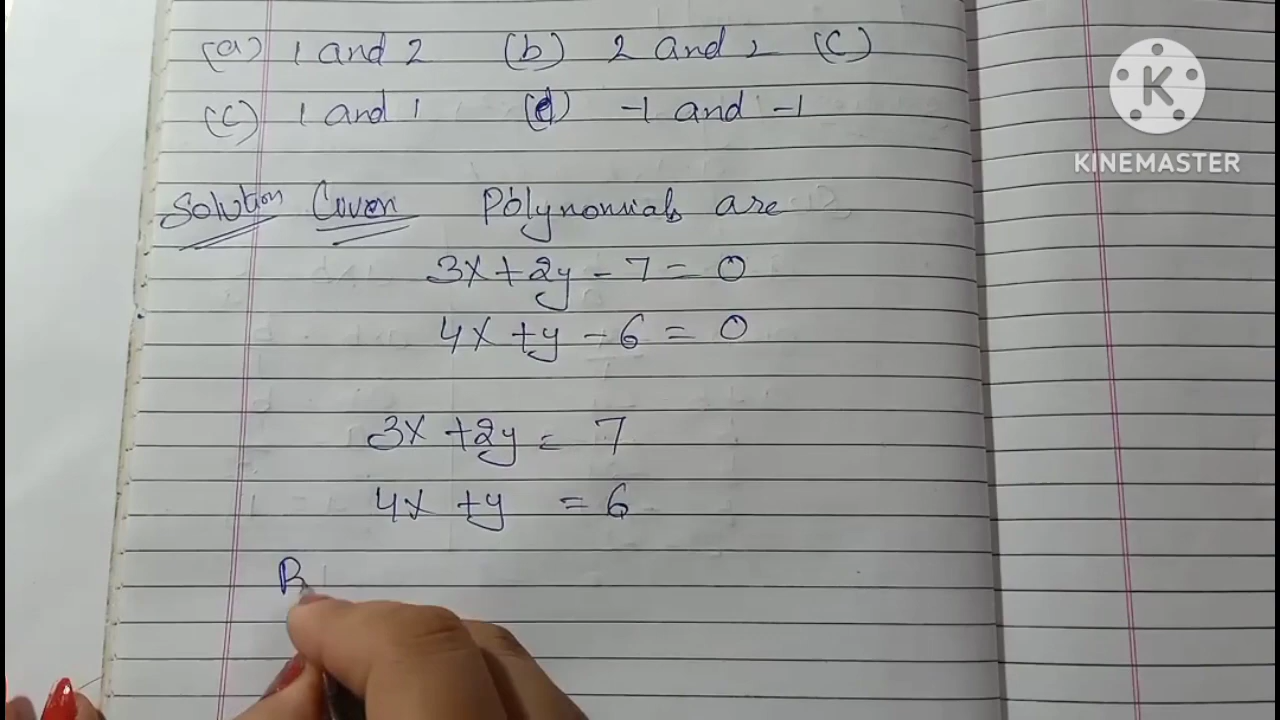 (a) 1 and 2 (b) 2 and 2 (C)
(C) 1 and 1 (d) -1 and -1
KINEMASTER
Solution Given Polynomials are
3x + 2y - 7 = 0
4x + y - 6 = 0
3x + 2y = 7
4x + y = 6
B